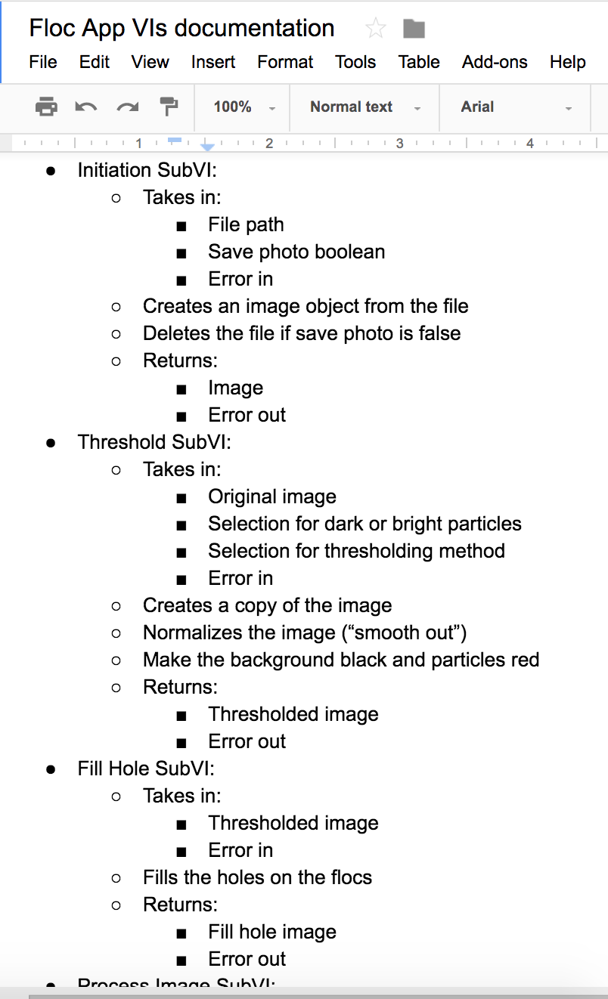 Floc App VIs documentation
File Edit View Insert Format Tools Table Add-ons Help
100% Normal text Arial
1 2 3 4
● Initiation SubVI:
○ Takes in:
■ File path
■ Save photo boolean
■ Error in
○ Creates an image object from the file
○ Deletes the file if save photo is false
○ Returns:
■ Image
■ Error out
● Threshold SubVI:
○ Takes in:
■ Original image
■ Selection for dark or bright particles
■ Selection for thresholding method
■ Error in
○ Creates a copy of the image
○ Normalizes the image (“smooth out”)
○ Make the background black and particles red
○ Returns:
■ Thresholded image
■ Error out
● Fill Hole SubVI:
○ Takes in:
■ Thresholded image
■ Error in
○ Fills the holes on the flocs
○ Returns:
■ Fill hole image
■ Error out
● Process Image SubVI: